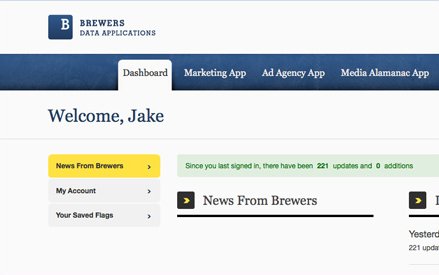 B
BREWERS
DATA APPLICATIONS
Dashboard Marketing App Ad Agency App Media Alamanac App
Welcome, Jake
News From Brewers
My Account
Your Saved Flags
Since you last signed in, there have been 221 updates and 0 additions
News From Brewers
Yesterd
221 upda